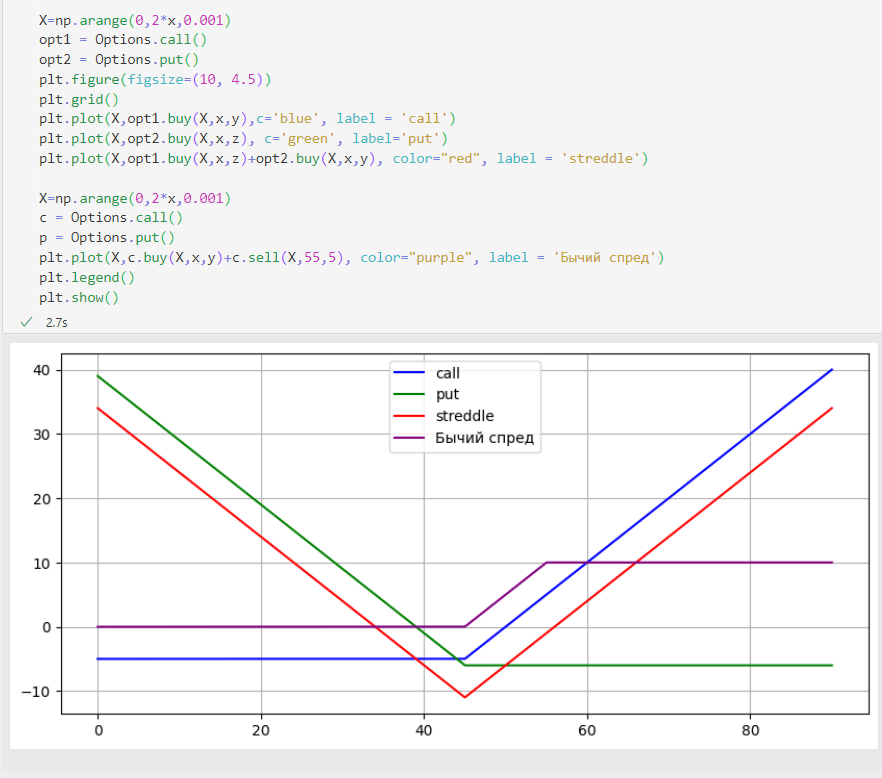 X=np.arange(0,2*x,0.001)
opt1 = Options.call()
opt2 = Options.put()
plt.figure(figsize=(10, 4.5))
plt.grid()
plt.plot(X,opt1.buy(X,x,y),c='blue', label = 'call')
plt.plot(X,opt2.buy(X,x,z), c='green', label='put')
plt.plot(X,opt1.buy(X,x,z)+opt2.buy(X,x,y), color="red", label = 'streddle')
X=np.arange(0,2*x,0.001)
c = Options.call()
p = Options.put()
plt.plot(X,c.buy(X,x,y)+c.sell(X,55,5), color="purple", label = 'Бычий спред')
plt.legend()
plt.show()
✓ 2.7s
40
30
20
10
0
−10
call
put
streddle
Бычий спред
0 20 40 60 80